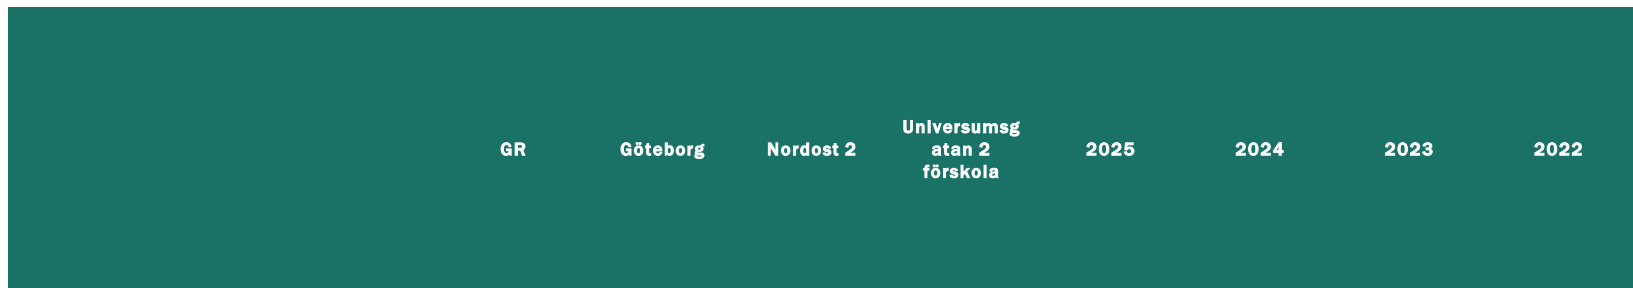 GR Göteborg Nordost 2 Universumsg
atan 2
förskola 2025 2024 2023 2022